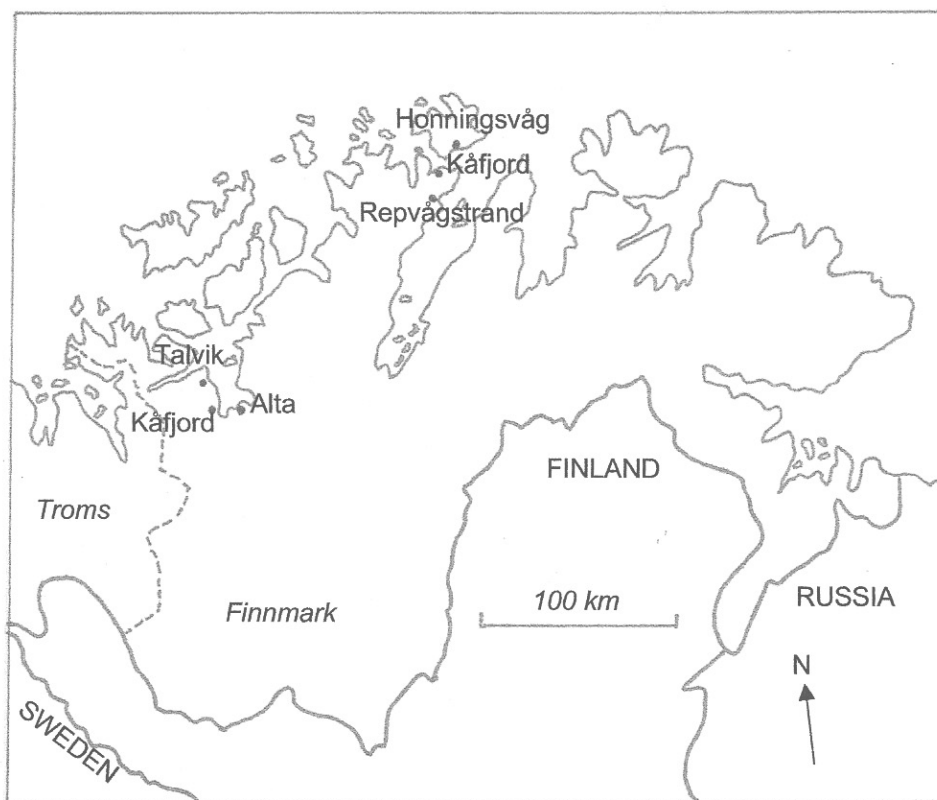 Honningsvåg
Kåfjord
Repvågstrand
Talvik
Kåfjord
Alta
FINLAND
Troms
Finnmark
100 km
RUSSIA
N
SWEDEN